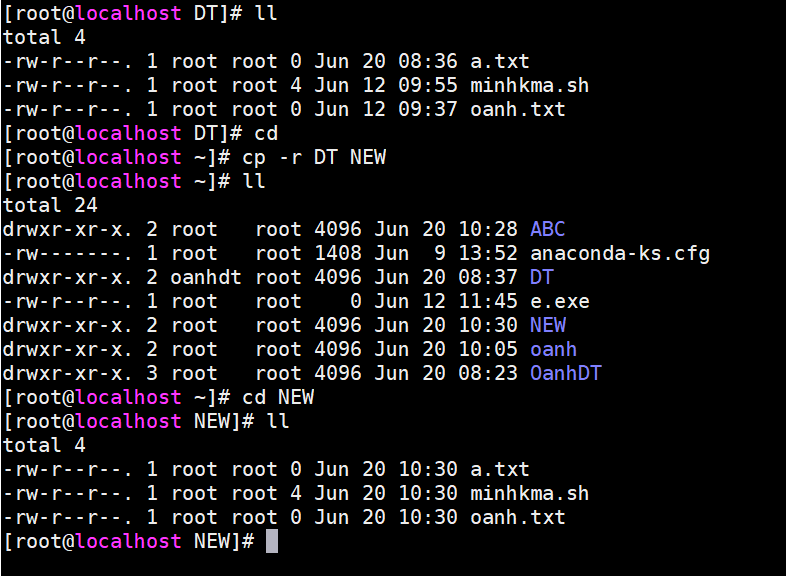 [root@localhost DT]# ll
total 4
-rw-r--r--. 1 root root 0 Jun 20 08:36 a.txt
-rw-r--r--. 1 root root 4 Jun 12 09:55 minhkma.sh
-rw-r--r--. 1 root root 0 Jun 12 09:37 oanh.txt
[root@localhost DT]# cd
[root@localhost ~]# cp -r DT NEW
[root@localhost ~]# ll
total 24
drwxr-xr-x. 2 root   root 4096 Jun 20 10:28 ABC
-rw-------. 1 root   root 1408 Jun  9 13:52 anaconda-ks.cfg
drwxr-xr-x. 2 oanhdt root 4096 Jun 20 08:37 DT
-rw-r--r--. 1 root   root    0 Jun 12 11:45 e.exe
drwxr-xr-x. 2 root   root 4096 Jun 20 10:30 NEW
drwxr-xr-x. 2 root   root 4096 Jun 20 10:05 oanh
drwxr-xr-x. 3 root   root 4096 Jun 20 08:23 OanhDT
[root@localhost ~]# cd NEW
[root@localhost NEW]# ll
total 4
-rw-r--r--. 1 root root 0 Jun 20 10:30 a.txt
-rw-r--r--. 1 root root 4 Jun 20 10:30 minhkma.sh
-rw-r--r--. 1 root root 0 Jun 20 10:30 oanh.txt
[root@localhost NEW]#